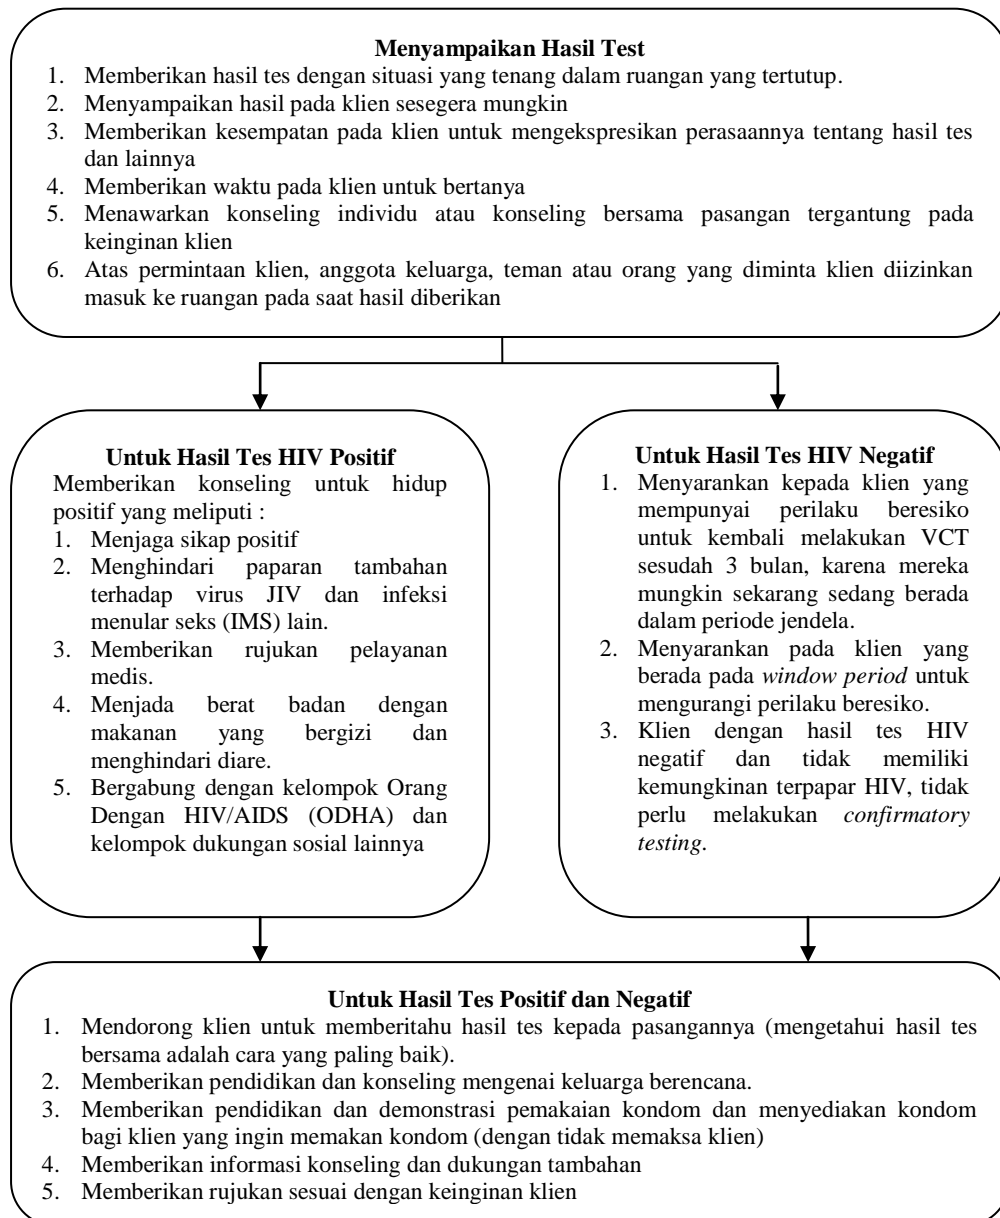 Menyampaikan Hasil Test
1. Memberikan hasil tes dengan situasi yang tenang dalam ruangan yang tertutup.
2. Menyampaikan hasil pada klien sesegera mungkin
3. Memberikan kesempatan pada klien untuk mengekspresikan perasaannya tentang hasil tes
dan lainnya
4. Memberikan waktu pada klien untuk bertanya
5. Menawarkan konseling individu atau konseling bersama pasangan tergantung pada
keinginan klien
6. Atas permintaan klien, anggota keluarga, teman atau orang yang diminta klien diizinkan
masuk ke ruangan pada saat hasil diberikan
Untuk Hasil Tes HIV Positif
Memberikan konseling untuk hidup
positif yang meliputi :
1. Menjaga sikap positif
2. Menghindari paparan tambahan
terhadap virus JIV dan infeksi
menular seks (IMS) lain.
3. Memberikan rujukan pelayanan
medis.
4. Menjada berat badan dengan
makanan yang bergizi dan
menghindari diare.
5. Bergabung dengan kelompok Orang
Dengan HIV/AIDS (ODHA) dan
kelompok dukungan sosial lainnya
Untuk Hasil Tes HIV Negatif
1. Menyarankan kepada klien yang
mempunyai perilaku beresiko
untuk kembali melakukan VCT
sesudah 3 bulan, karena mereka
mungkin sekarang sedang berada
dalam periode jendela.
2. Menyarankan pada klien yang
berada pada window period untuk
mengurangi perilaku beresiko.
3. Klien dengan hasil tes HIV
negatif dan tidak memiliki
kemungkinan terpapar HIV, tidak
perlu melakukan confirmatory
testing.
Untuk Hasil Tes Positif dan Negatif
1. Mendorong klien untuk memberitahu hasil tes kepada pasangannya (mengetahui hasil tes
bersama adalah cara yang paling baik).
2. Memberikan pendidikan dan konseling mengenai keluarga berencana.
3. Memberikan pendidikan dan demonstrasi pemakaian kondom dan menyediakan kondom
bagi klien yang ingin memakan kondom (dengan tidak memaksa klien)
4. Memberikan informasi konseling dan dukungan tambahan
5. Memberikan rujukan sesuai dengan keinginan klien